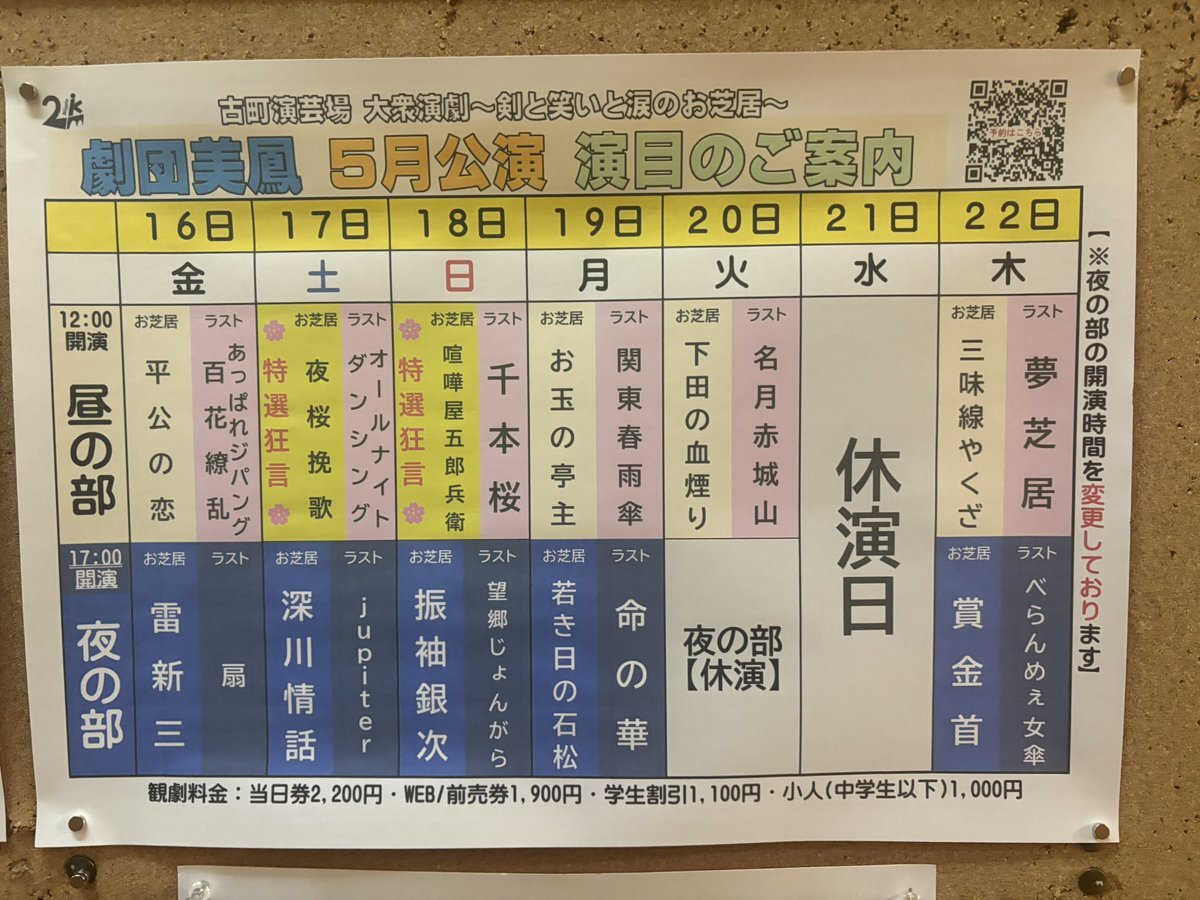 古町演芸場 大衆演劇～剣と笑いと涙のお芝居～
予約はこちら
劇団美鳳 5月公演 演目のご案内
16日 17日 18日 19日 20日 21日 22日
金 土 日 月 火 水 木
12:00
開演
昼の部
お芝居
平公の恋
ラスト
あっぱれジパング
百花繚乱
特選狂言
お芝居
夜桜挽歌
ラスト
オールナイト
ダンシング
特選狂言
お芝居
喧嘩屋五郎兵衛
ラスト
千本桜
お芝居
お玉の亭主
ラスト
関東春雨傘
お芝居
下田の血煙り
ラスト
名月赤城山
休演日
お芝居
三味線やくざ
ラスト
夢芝居
17:00
開演
夜の部
お芝居
雷新三
ラスト
扇
お芝居
深川情話
ラスト
jupiter
お芝居
振袖銀次
ラスト
望郷じょんがら
お芝居
若き日の石松
ラスト
命の華
夜の部
【休演】
お芝居
賞金首
ラスト
べらんめぇ女傘
【※夜の部の開演時間を変更しております】
観劇料金：当日券2,200円・WEB/前売券1,900円・学生割引1,100円・小人(中学生以下)1,000円